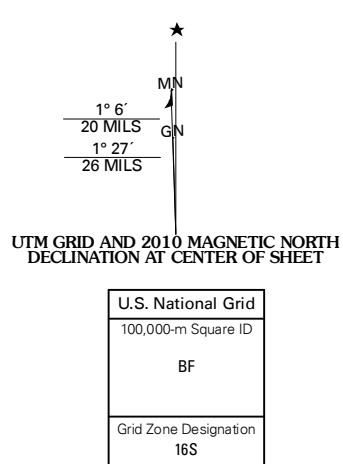 MN
1° 6´
20 MILS
GN
1° 27´
26 MILS
UTM GRID AND 2010 MAGNETIC NORTH
DECLINATION AT CENTER OF SHEET
U.S. National Grid
100,000-m Square ID
BF
Grid Zone Designation
16S